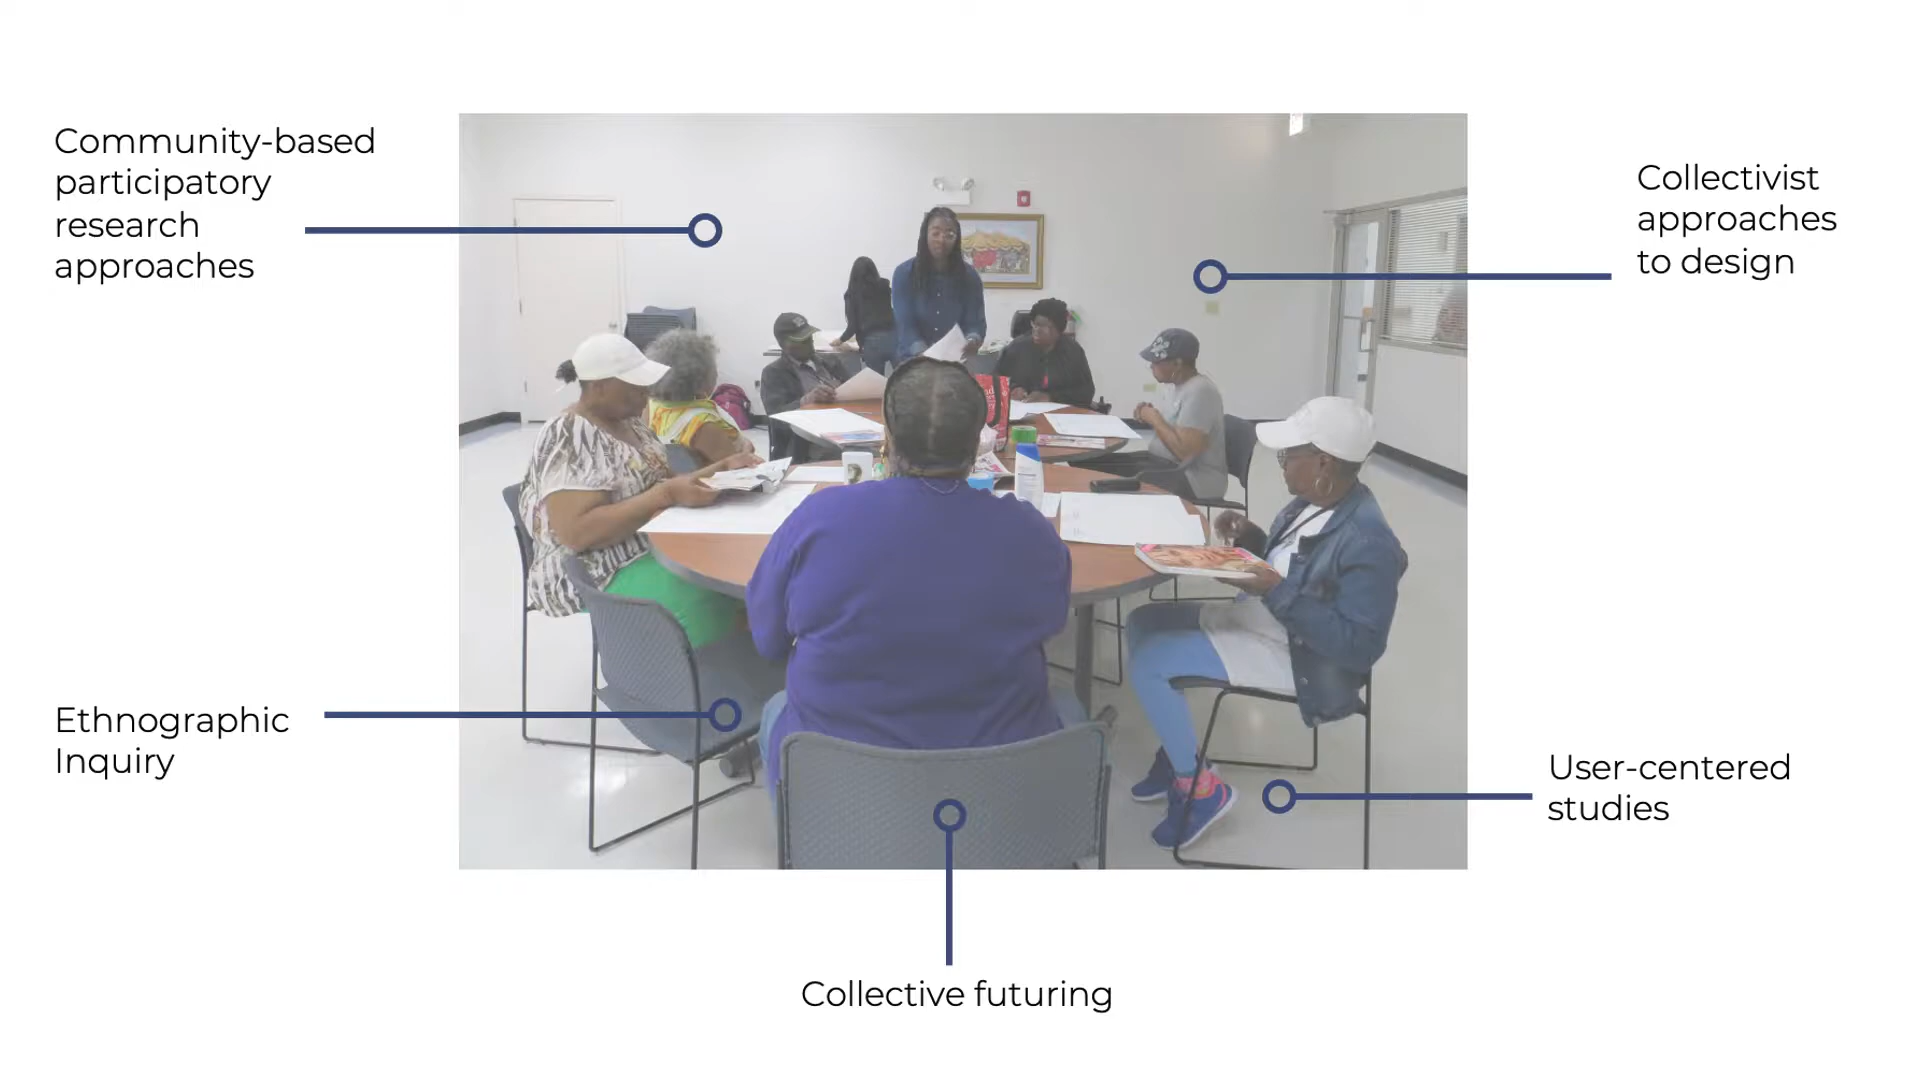 Community-based
participatory
research
approaches
Collectivist
approaches
to design
Ethnographic
Inquiry
User-centered
studies
Collective futuring